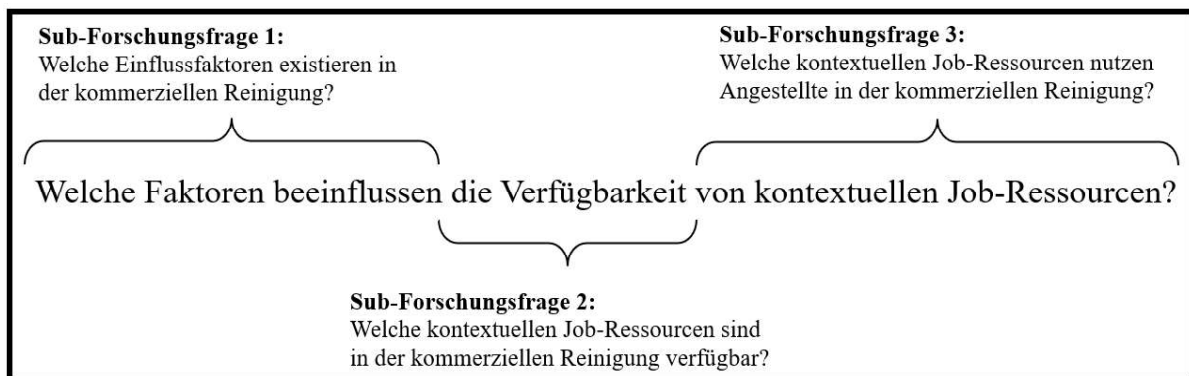 Sub-Forschungsfrage 1:
Welche Einflussfaktoren existieren in
der kommerziellen Reinigung?
Sub-Forschungsfrage 3:
Welche kontextuellen Job-Ressourcen nutzen
Angestellte in der kommerziellen Reinigung?
Welche Faktoren beeinflussen die Verfügbarkeit von kontextuellen Job-Ressourcen?
Sub-Forschungsfrage 2:
Welche kontextuellen Job-Ressourcen sind
in der kommerziellen Reinigung verfügbar?